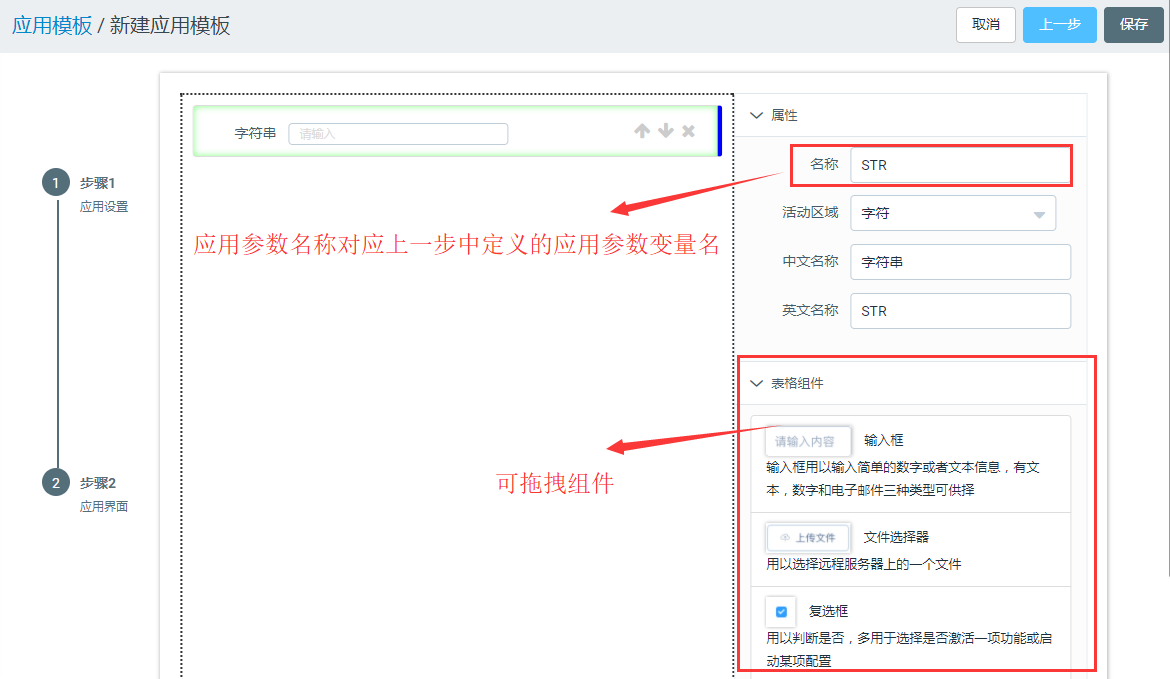 应用模板 / 新建应用模板
取消
上一步
保存
1 步骤1
应用设置
2 步骤2
应用界面
字符串 请输入
应用参数名称对应上一步中定义的应用参数变量名
可拖拽组件
属性
名称 STR
活动区域 字符
中文名称 字符串
英文名称 STR
表格组件
请输入内容 输入框
输入框用以输入简单的数字或者文本信息，有文
本，数字和电子邮件三种类型可供择
上传文件 文件选择器
用以选择远程服务器上的一个文件
复选框
用以判断是否，多用于选择是否激活一项功能或启
动某项配置